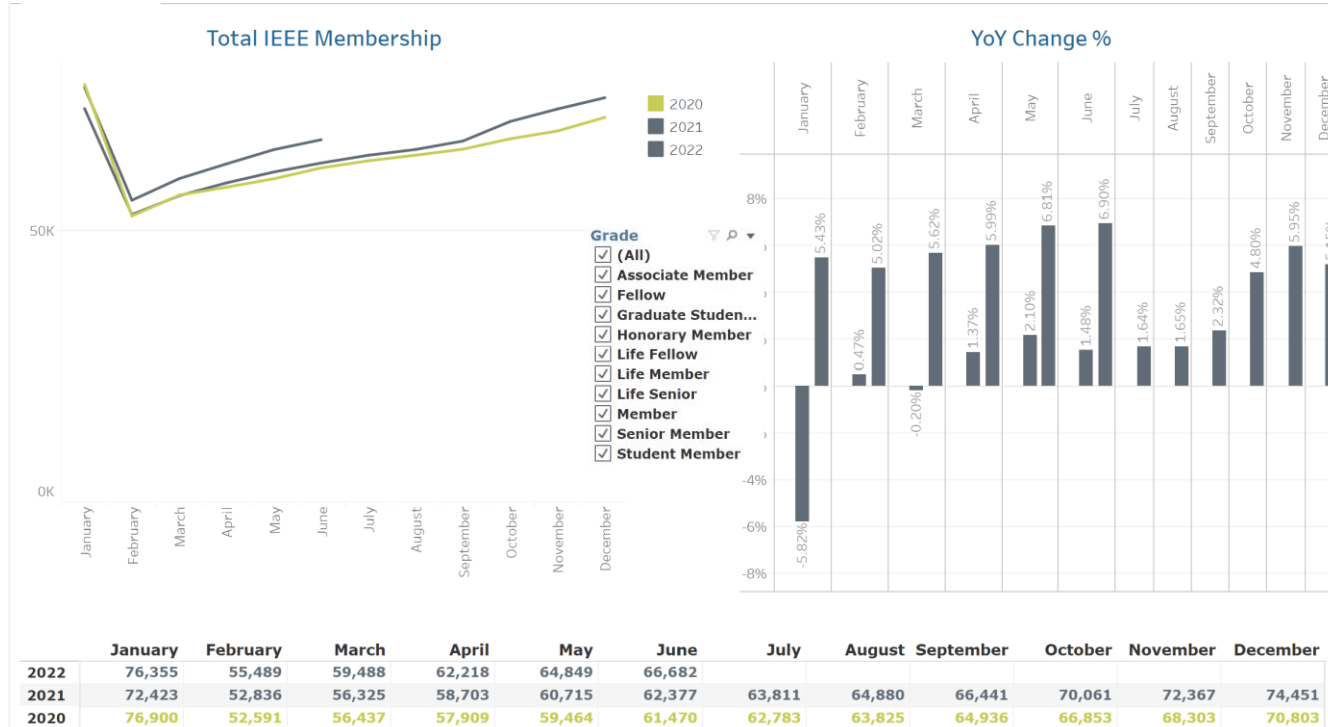 Total IEEE Membership
50K
0K
January
February
March
April
May
June
July
August
September
October
November
December
2020
2021
2022
Grade
(All)
Associate Member
Fellow
Graduate Studen...
Honorary Member
Life Fellow
Life Member
Life Senior
Member
Senior Member
Student Member
YoY Change %
January
February
March
April
May
June
July
August
September
October
November
December
8%
-4%
-6%
-8%
-5.82%
5.43%
0.47%
5.02%
-0.20%
5.62%
1.37%
5.99%
2.10%
6.81%
1.48%
6.90%
1.64%
1.65%
2.32%
4.80%
5.95%
January February March April May June July August September October November December
2022 76,355 55,489 59,488 62,218 64,849 66,682
2021 72,423 52,836 56,325 58,703 60,715 62,377 63,811 64,880 66,441 70,061 72,367 74,451
2020 76,900 52,591 56,437 57,909 59,464 61,470 62,783 63,825 64,936 66,853 68,303 70,803